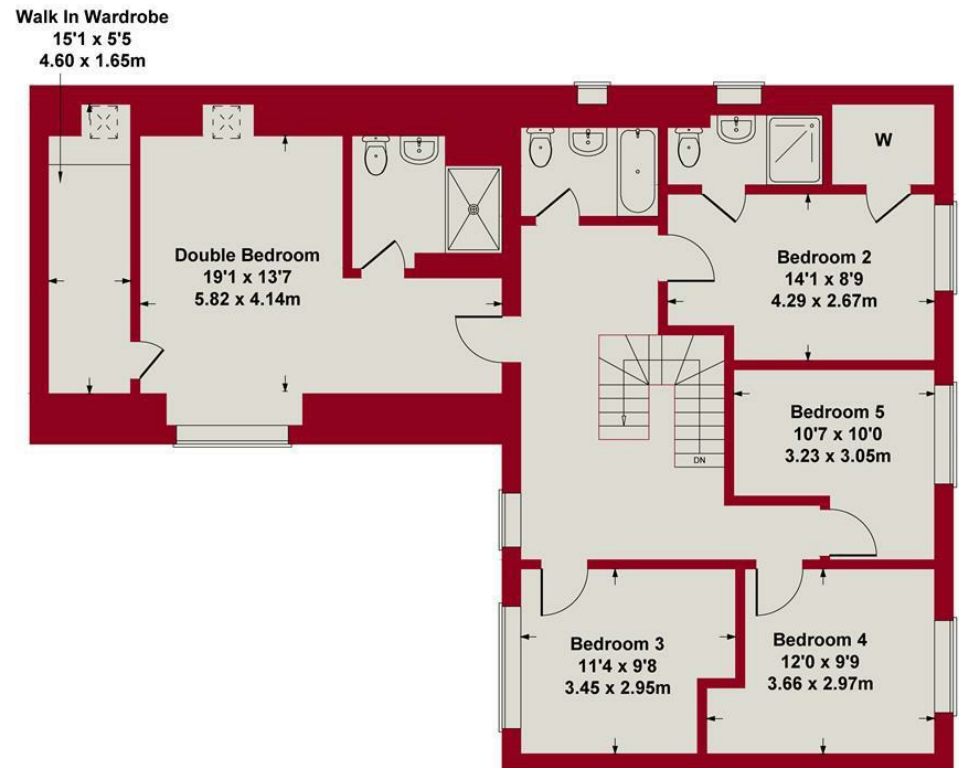 Walk In Wardrobe
15'1 x 5'5
4.60 x 1.65m
W
Double Bedroom
19'1 x 13'7
5.82 x 4.14m
Bedroom 2
14'1 x 8'9
4.29 x 2.67m
Bedroom 5
10'7 x 10'0
3.23 x 3.05m
DN
Bedroom 3
11'4 x 9'8
3.45 x 2.95m
Bedroom 4
12'0 x 9'9
3.66 x 2.97m